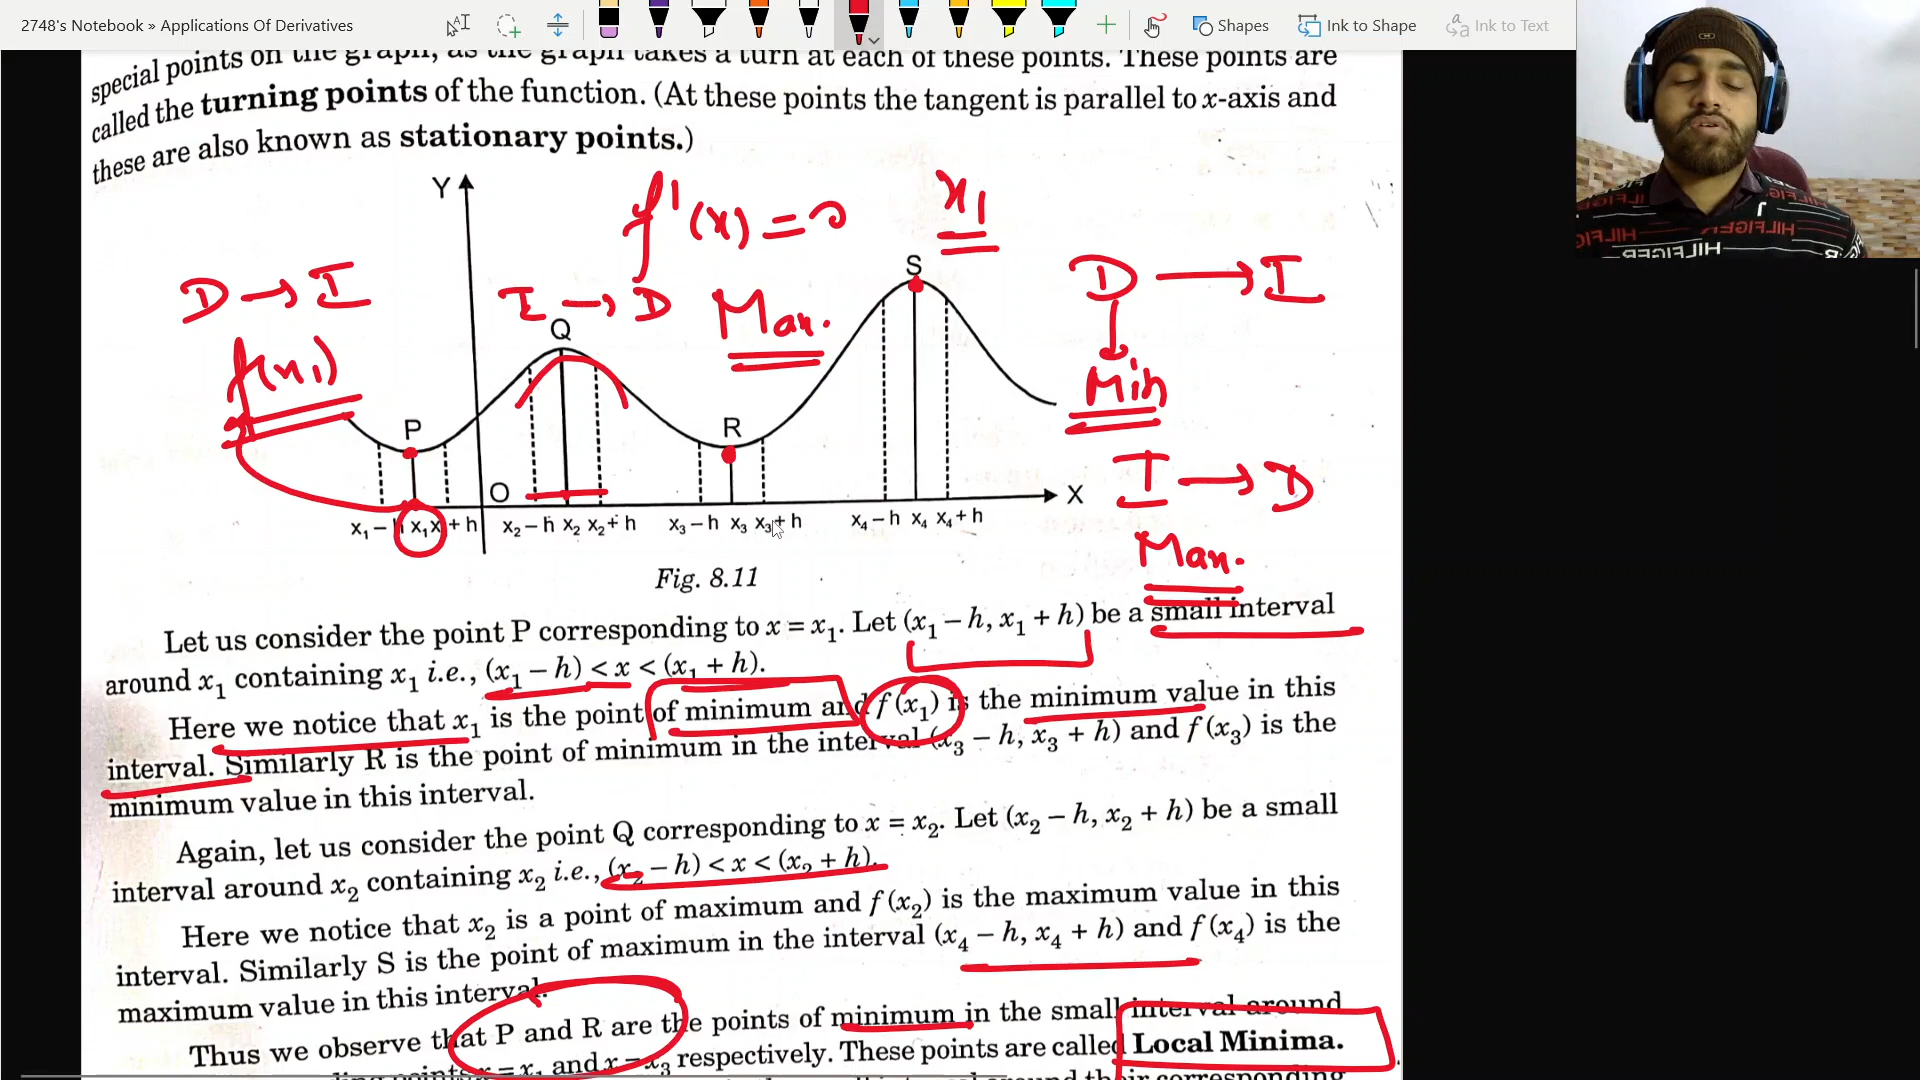 2748's Notebook » Applications Of Derivatives
Shapes
Ink to Shape
Ink to Text
special points on the graph, as the graph takes a turn at each of these points. These points are
called the turning points of the function. (At these points the tangent is parallel to x-axis and
these are also known as stationary points.)
Y
f'(x) = 0
x₁
S
D → I
I → D
Q
Max.
D → I
Min
f(x₁)
P
R
I → D
O
X
x₁ – h x₁ x₁ + h x₂ – h x₂ x₂ + h x₃ – h x₃ x₃ + h x₄ – h x₄ x₄ + h
Max.
Fig. 8.11
Let us consider the point P corresponding to x = x₁. Let (x₁ – h, x₁ + h) be a small interval
around x₁ containing x₁ i.e., (x₁ – h) < x < (x₁ + h).
Here we notice that x₁ is the point of minimum and f(x₁) is the minimum value in this
interval. Similarly R is the point of minimum in the interval (x₃ – h, x₃ + h) and f(x₃) is the
minimum value in this interval.
Again, let us consider the point Q corresponding to x = x₂. Let (x₂ – h, x₂ + h) be a small
interval around x₂ containing x₂ i.e., (x₂ – h) < x < (x₂ + h).
Here we notice that x₂ is a point of maximum and f(x₂) is the maximum value in this
interval. Similarly S is the point of maximum in the interval (x₄ – h, x₄ + h) and f(x₄) is the
maximum value in this interval.
Thus we observe that P and R are the points of minimum in the small interval around
points x = x₁ and x = x₃ respectively. These points are called Local Minima.